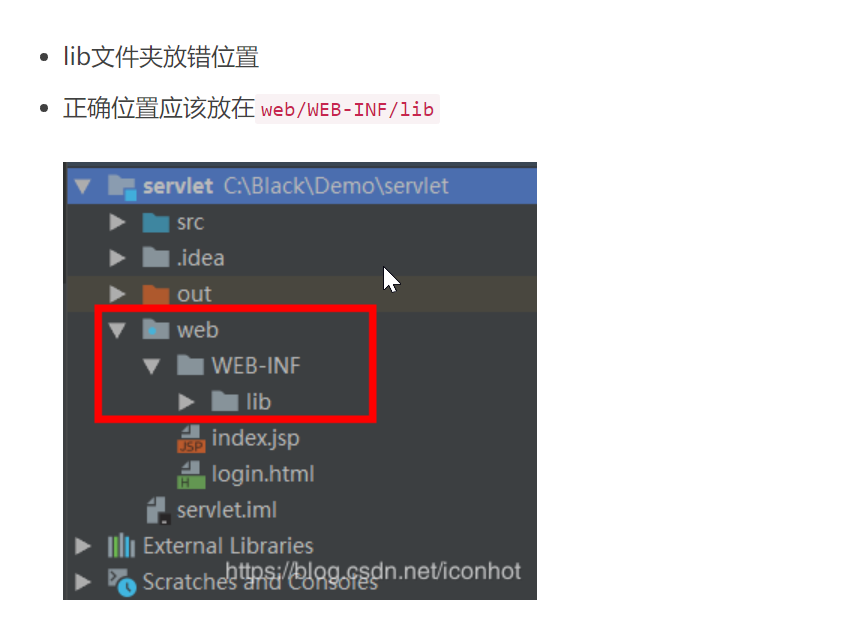 lib文件夹放错位置
正确位置应该放在 web/WEB-INF/lib
servlet C:\Black\Demo\servlet
src
.idea
out
web
WEB-INF
lib
JSP index.jsp
H login.html
servlet.iml
External Libraries
Scratches and Consoles
https://blog.csdn.net/iconhot